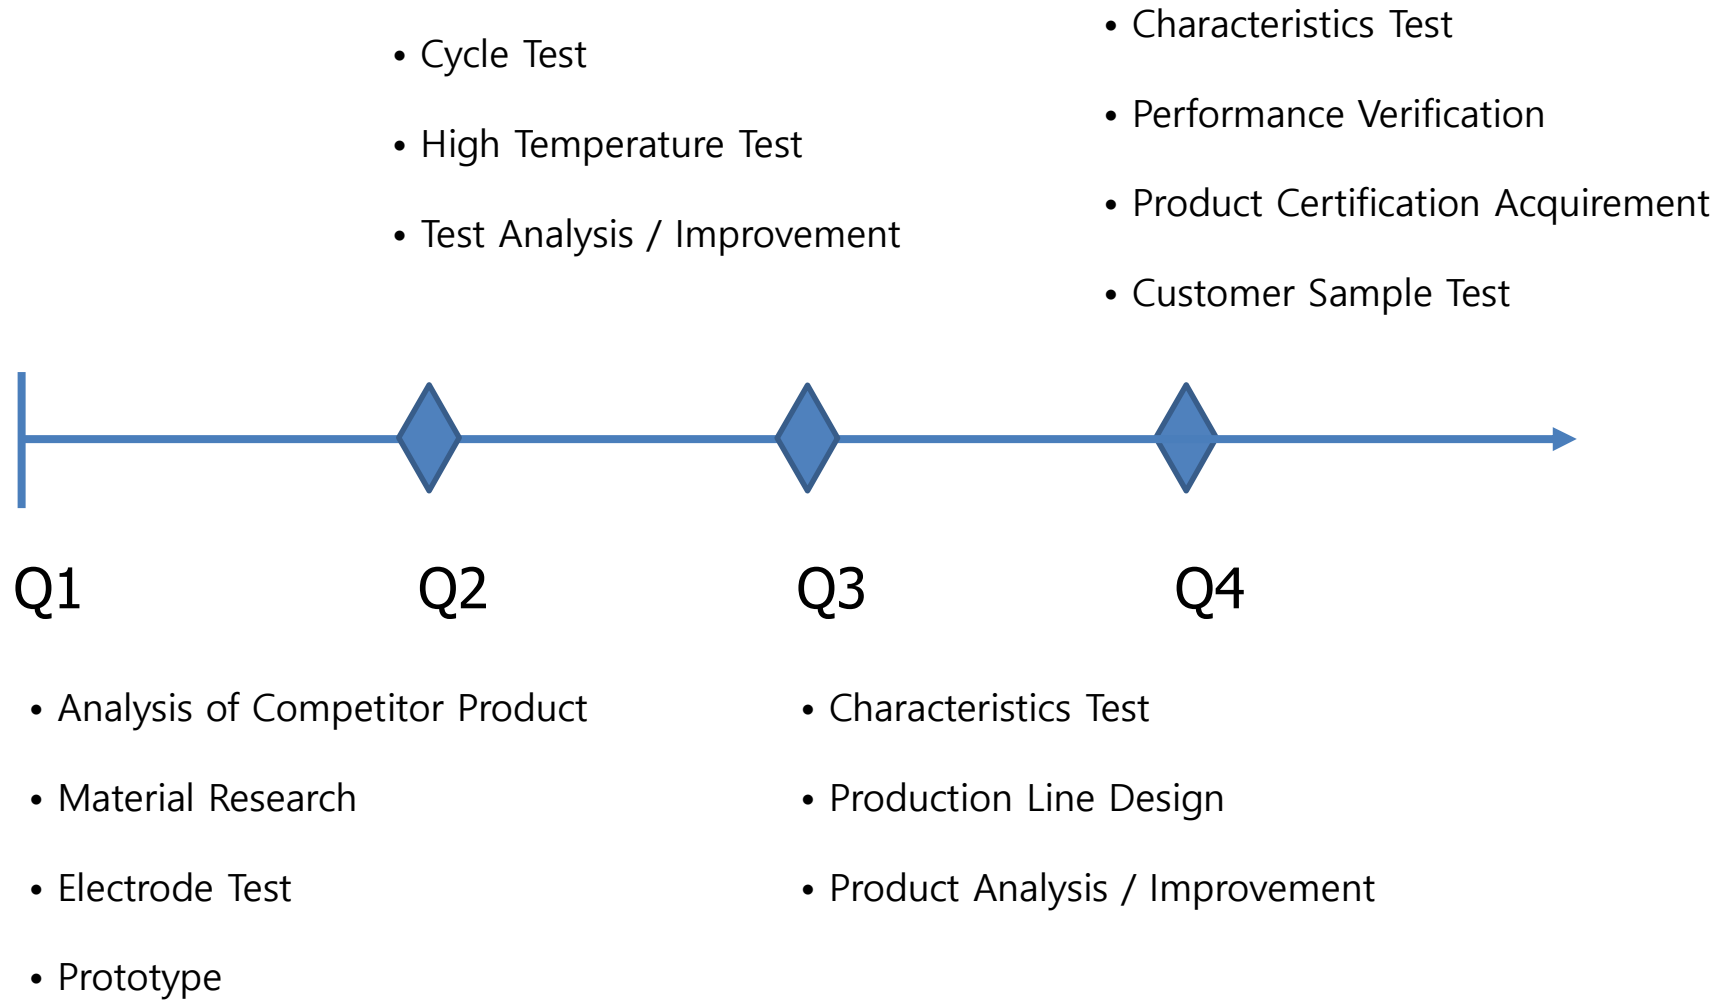 • Cycle Test
• High Temperature Test
• Test Analysis / Improvement
• Characteristics Test
• Performance Verification
• Product Certification Acquirement
• Customer Sample Test
Q1
Q2
Q3
Q4
• Analysis of Competitor Product
• Material Research
• Electrode Test
• Prototype
• Characteristics Test
• Production Line Design
• Product Analysis / Improvement